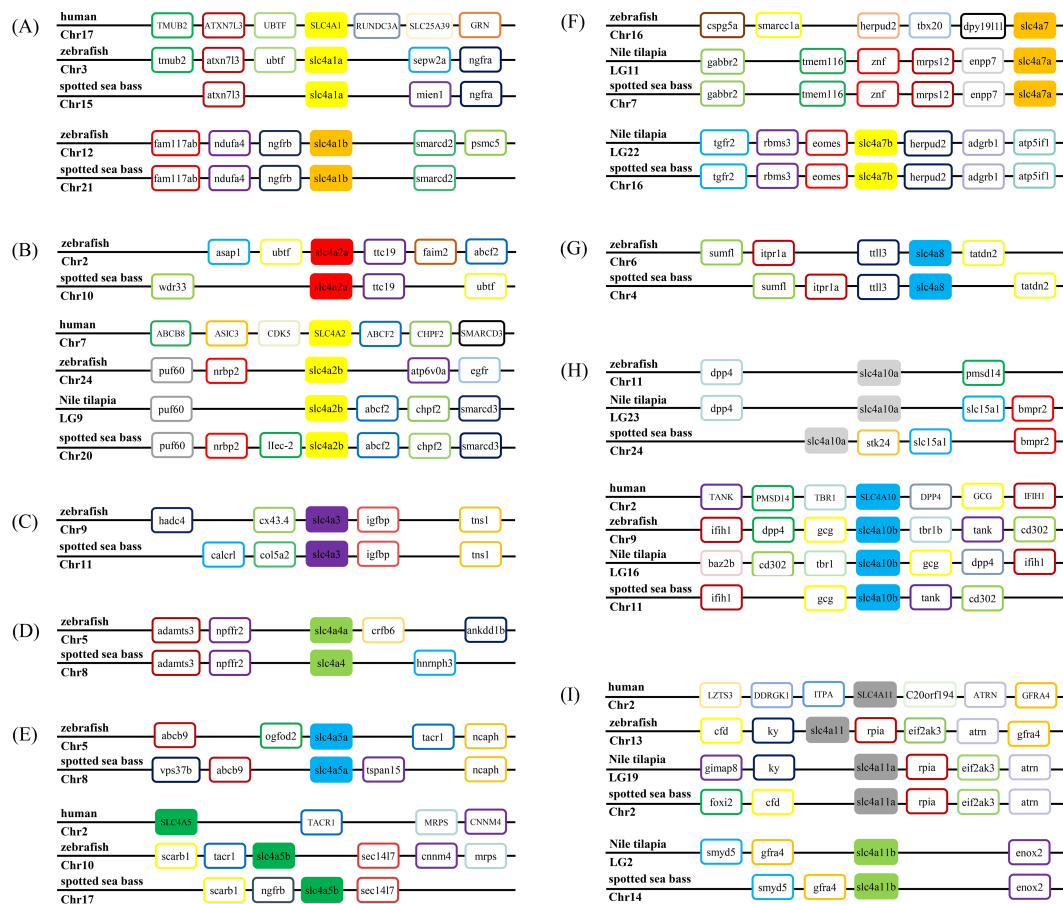 (A)
human
Chr17
TMUB2 ATXN7L3 UBTF SLC4A1 RUNDC3A SLC25A39 GRN
zebrafish
Chr3
tmub2 atxn7l3 ubtf slc4a1a sepw2a ngfra
spotted sea bass
Chr15
atxn7l3 slc4a1a mien1 ngfra
zebrafish
Chr12
fam117ab ndufa4 ngfrb slc4a1b smarcd2 psmc5
spotted sea bass
Chr21
fam117ab ndufa4 ngfrb slc4a1b smarcd2
(B)
zebrafish
Chr2
asap1 ubtf slc4a2a ttc19 faim2 abcf2
spotted sea bass
Chr10
wdr33 slc4a2a ttc19 ubtf
human
Chr7
ABCB8 ASIC3 CDK5 SLC4A2 ABCF2 CHPF2 SMARCD3
zebrafish
Chr24
puf60 nrbp2 slc4a2b atp6v0a egfr
Nile tilapia
LG9
puf60 slc4a2b abcf2 chpf2 smarcd3
spotted sea bass
Chr20
puf60 nrbp2 llec-2 slc4a2b abcf2 chpf2 smarcd3
(C)
zebrafish
Chr9
hadc4 cx43.4 slc4a3 igfbp tns1
spotted sea bass
Chr11
calcrl col5a2 slc4a3 igfbp tns1
(D)
zebrafish
Chr5
adamts3 npffr2 slc4a4a crfb6 ankdd1b
spotted sea bass
Chr8
adamts3 npffr2 slc4a4 hnrnph3
(E)
zebrafish
Chr5
abcb9 ogfod2 slc4a5a tacr1 ncaph
spotted sea bass
Chr8
vps37b abcb9 slc4a5a tspan15 ncaph
human
Chr2
SLC4A5 TACR1 MRPS CNNM4
zebrafish
Chr10
scarb1 tacr1 slc4a5b sec14l7 cnnm4 mrps
spotted sea bass
Chr17
scarb1 ngfrb slc4a5b sec14l7
(F)
zebrafish
Chr16
cspg5a smarcc1a herpud2 tbx20 dpy19l1l slc4a7
Nile tilapia
LG11
gabbr2 tmem116 znf mrps12 enpp7 slc4a7a
spotted sea bass
Chr7
gabbr2 tmem116 znf mrps12 enpp7 slc4a7a
Nile tilapia
LG22
tgfr2 rbms3 eomes slc4a7b herpud2 adgrb1 atp5if1
spotted sea bass
Chr16
tgfr2 rbms3 eomes slc4a7b herpud2 adgrb1 atp5if1
(G)
zebrafish
Chr6
sumfl itpr1a ttll3 slc4a8 tatdn2
spotted sea bass
Chr4
sumfl itpr1a ttll3 slc4a8 tatdn2
(H)
zebrafish
Chr11
dpp4 slc4a10a pmsd14
Nile tilapia
LG23
dpp4 slc4a10a slc15a1 bmpr2
spotted sea bass
Chr24
slc4a10a stk24 slc15a1 bmpr2
human
Chr2
TANK PMSD14 TBR1 SLC4A10 DPP4 GCG IFIH1
zebrafish
Chr9
ifih1 dpp4 gcg slc4a10b tbr1b tank cd302
Nile tilapia
LG16
baz2b cd302 tbr1 slc4a10b gcg dpp4 ifih1
spotted sea bass
Chr11
ifih1 gcg slc4a10b tank cd302
(I)
human
Chr2
LZTS3 DDRGK1 ITPA SLC4A11 C20orf194 ATRN GFRA4
zebrafish
Chr13
cfd ky slc4a11 rpia eif2ak3 atrn gfra4
Nile tilapia
LG19
gimap8 ky slc4a11a rpia eif2ak3 atrn
spotted sea bass
Chr2
foxi2 cfd slc4a11a rpia eif2ak3 atrn
Nile tilapia
LG2
smyd5 gfra4 slc4a11b enox2
spotted sea bass
Chr14
smyd5 gfra4 slc4a11b enox2